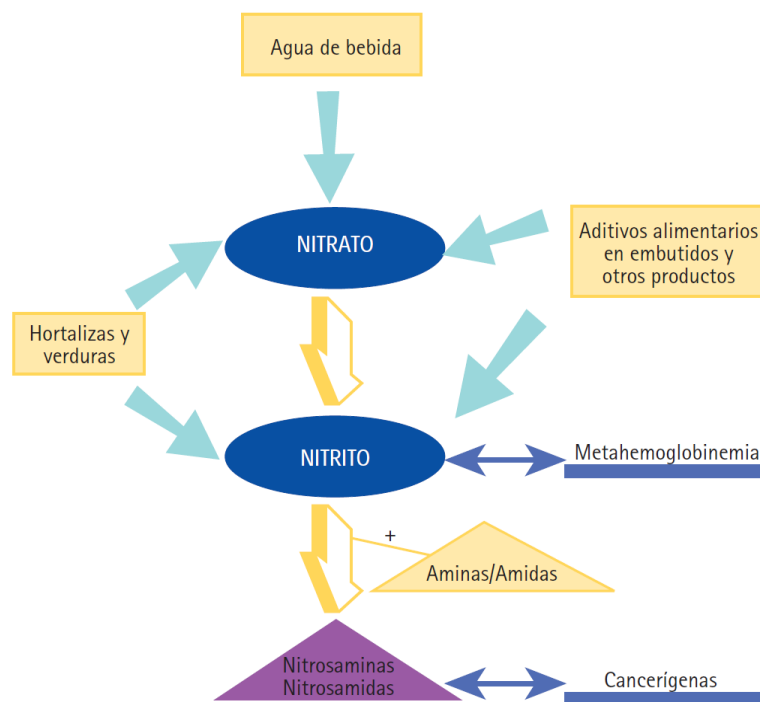 Agua de bebida
NITRATO
Aditivos alimentarios
en embutidos y
otros productos
Hortalizas y
verduras
NITRITO
Metahemoglobinemia
+
Aminas/Amidas
Nitrosaminas
Nitrosamidas
Cancerígenas